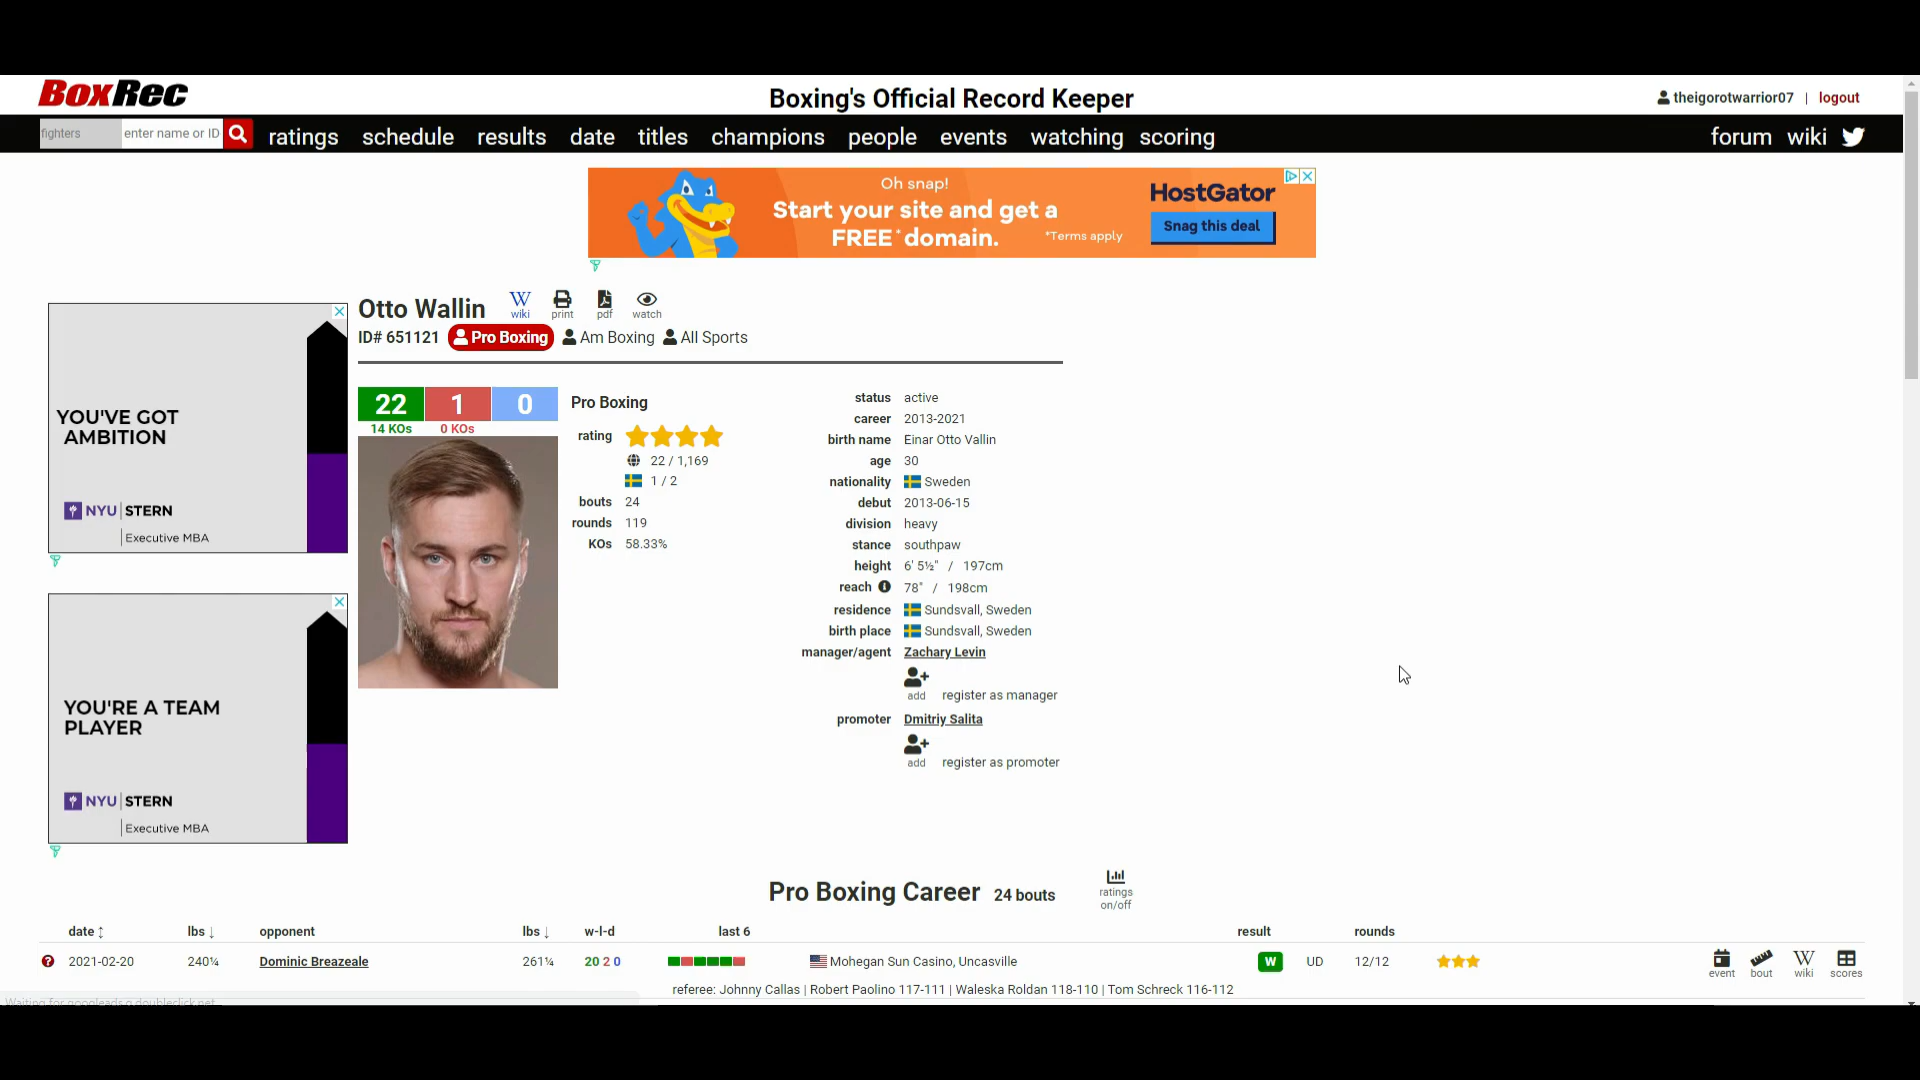 BoxRec
Boxing's Official Record Keeper
theigorotwarrior07 | logout
fighters enter name or ID ratings schedule results date titles champions people events watching scoring forum wiki
Oh snap!
Start your site and get a
FREE* domain. *Terms apply
HostGator
Snag this deal
YOU'VE GOT
AMBITION
NYU STERN
Executive MBA
YOU'RE A TEAM
PLAYER
NYU STERN
Executive MBA
Otto Wallin wiki print pdf watch
ID# 651121 Pro Boxing Am Boxing All Sports
22 1 0
14 KOs 0 KOs
Pro Boxing
rating
22 / 1,169
1 / 2
bouts 24
rounds 119
KOs 58.33%
status active
career 2013-2021
birth name Einar Otto Vallin
age 30
nationality Sweden
debut 2013-06-15
division heavy
stance southpaw
height 6' 5½" / 197cm
reach 78" / 198cm
residence Sundsvall, Sweden
birth place Sundsvall, Sweden
manager/agent Zachary Levin
add register as manager
promoter Dmitriy Salita
add register as promoter
Pro Boxing Career 24 bouts
ratings
on/off
date lbs opponent lbs w-l-d last 6 result rounds
2021-02-20 240¼ Dominic Breazeale 261¼ 20 2 0 Mohegan Sun Casino, Uncasville W UD 12/12 event bout wiki scores
referee: Johnny Callas | Robert Paolino 117-111 | Waleska Roldan 118-110 | Tom Schreck 116-112
Waiting for googleads.g.doubleclick.net...